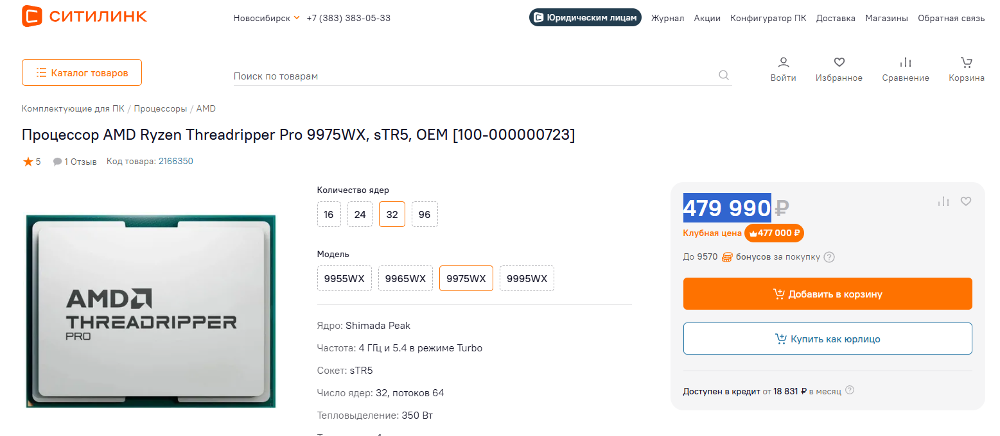 СИТИЛИНК
Новосибирск +7 (383) 383-05-33
Юридическим лицам Журнал Акции Конфигуратор ПК Доставка Магазины Обратная связь
Каталог товаров
Поиск по товарам
Войти Избранное Сравнение Корзина
Комплектующие для ПК / Процессоры / AMD
Процессор AMD Ryzen Threadripper Pro 9975WX, sTR5, OEM [100-000000723]
5 1 Отзыв Код товара: 2166350
AMD
THREADRIPPER
PRO
Количество ядер
16 24 32 96
Модель
9955WX 9965WX 9975WX 9995WX
Ядро: Shimada Peak
Частота: 4 ГГц и 5.4 в режиме Turbo
Сокет: sTR5
Число ядер: 32, потоков 64
Тепловыделение: 350 Вт
479 990 ₽
Клубная цена 477 000 ₽
До 9570 бонусов за покупку ?
Добавить в корзину
Купить как юрлицо
Доступен в кредит от 18 831 ₽ в месяц ?